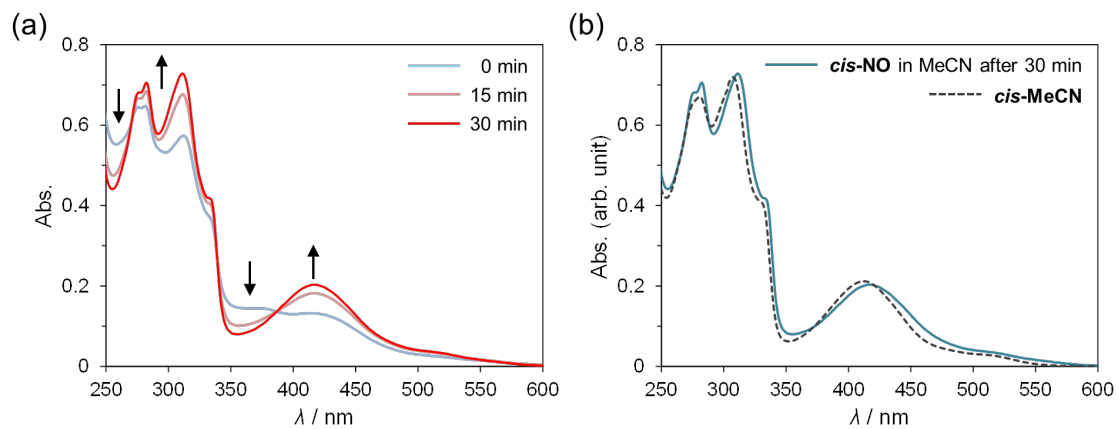 (a)
0.8
0.6
0.4
0.2
0
Abs.
0 min
15 min
30 min
250 300 350 400 450 500 550 600
λ / nm
(b)
0.8
0.6
0.4
0.2
0
Abs. (arb. unit)
cis-NO in MeCN after 30 min
cis-MeCN
250 300 350 400 450 500 550 600
λ / nm